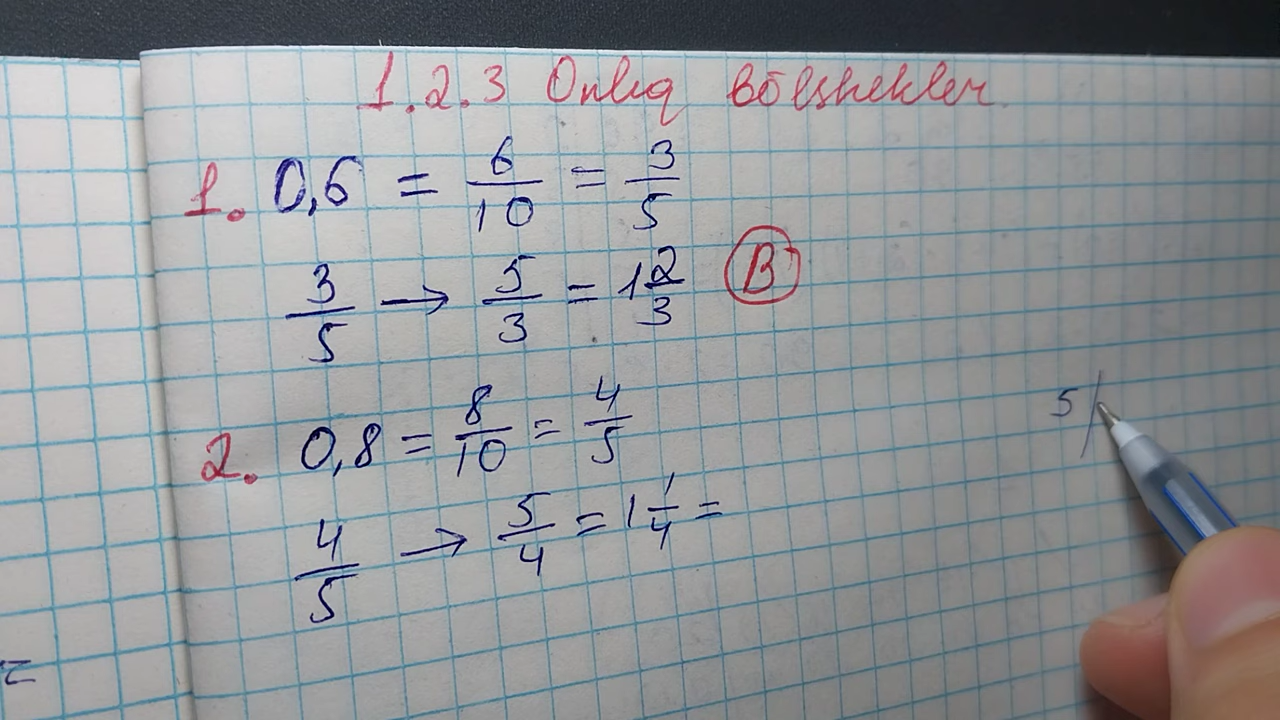 1.2.3 Onlıq bölshekler
1. 0,6 = 6/10 = 3/5
3/5 → 5/3 = 1 2/3 B
2. 0,8 = 8/10 = 4/5
5
4/5 → 5/4 = 1 1/4 =
=